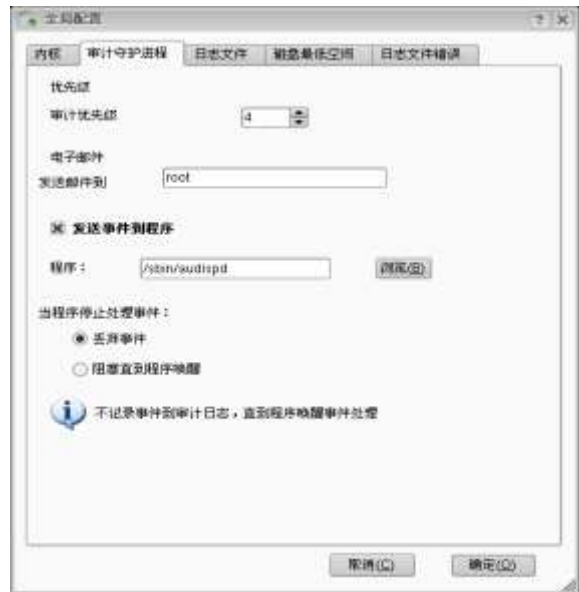 全局配置
内核 审计守护进程 日志文件 磁盘最低空间 日志文件错误
优先级
审计优先级 4
电子邮件
发送邮件到 root
发送事件到程序
程序： /sbin/audispd 浏览(B)
当程序停止处理事件：
丢弃事件
阻塞直到程序唤醒
不记录事件到审计日志，直到程序唤醒事件处理
取消(C) 确定(O)